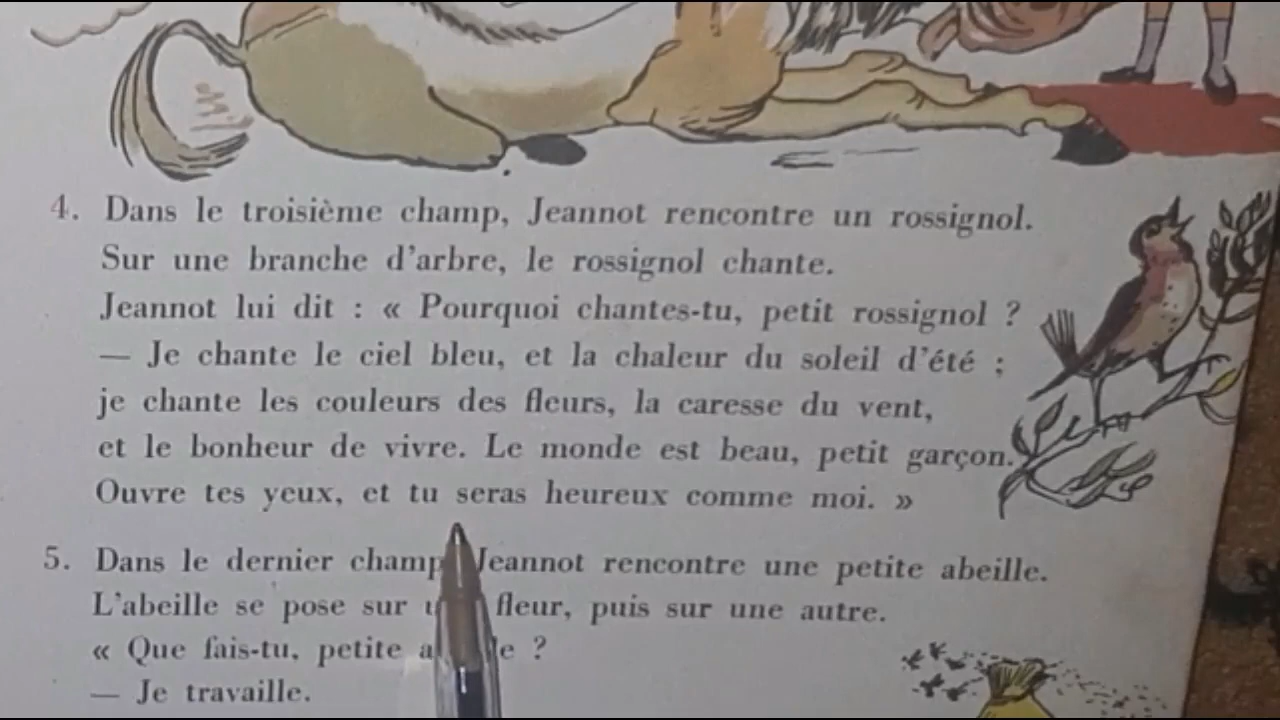 4. Dans le troisième champ, Jeannot rencontre un rossignol.
Sur une branche d'arbre, le rossignol chante.
Jeannot lui dit : « Pourquoi chantes-tu, petit rossignol ?
— Je chante le ciel bleu, et la chaleur du soleil d'été ;
je chante les couleurs des fleurs, la caresse du vent,
et le bonheur de vivre. Le monde est beau, petit garçon.
Ouvre tes yeux, et tu seras heureux comme moi. »
5. Dans le dernier champ Jeannot rencontre une petite abeille.
L'abeille se pose sur fleur, puis sur une autre.
« Que fais-tu, petite ?
— Je travaille.